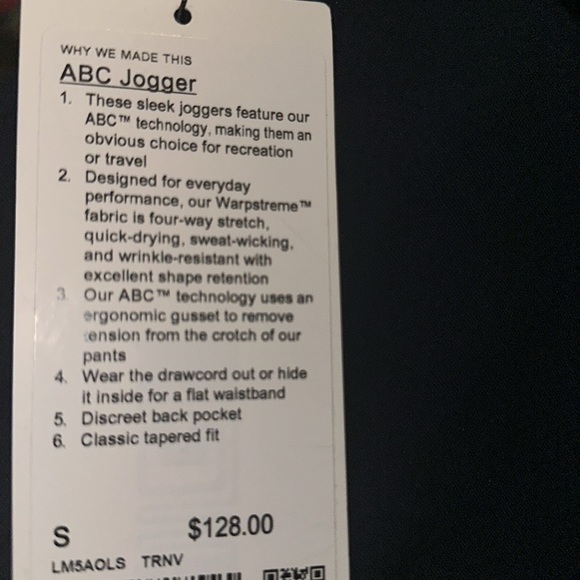 WHY WE MADE THIS
ABC Jogger
1. These sleek joggers feature our
ABC™ technology, making them an
obvious choice for recreation
or travel
2. Designed for everyday
performance, our Warpstreme™
fabric is four-way stretch,
quick-drying, sweat-wicking,
and wrinkle-resistant with
excellent shape retention
3. Our ABC™ technology uses an
ergonomic gusset to remove
tension from the crotch of our
pants
4. Wear the drawcord out or hide
it inside for a flat waistband
5. Discreet back pocket
6. Classic tapered fit
S $128.00
LM5AOLS TRNV